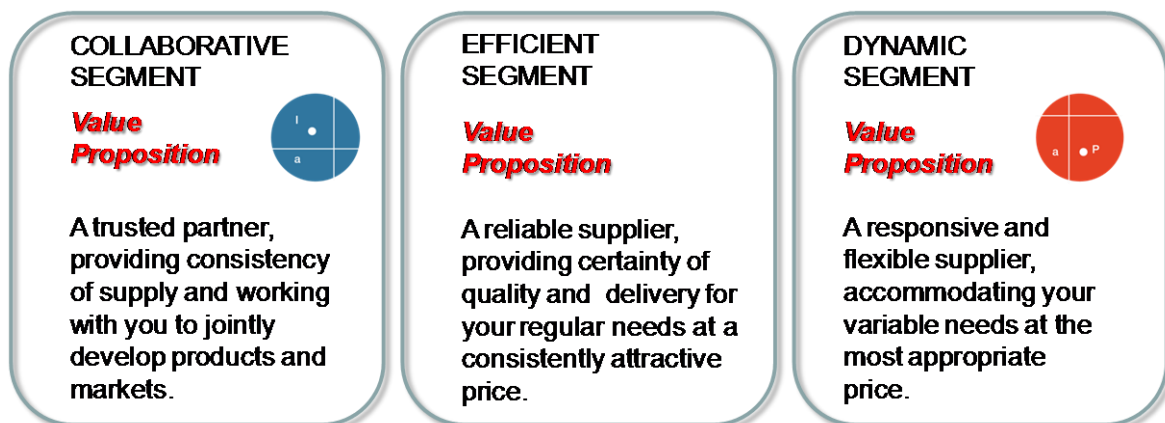 COLLABORATIVE
SEGMENT
Value
Proposition
I
a
A trusted partner,
providing consistency
of supply and working
with you to jointly
develop products and
markets.
EFFICIENT
SEGMENT
Value
Proposition
A reliable supplier,
providing certainty of
quality and delivery for
your regular needs at a
consistently attractive
price.
DYNAMIC
SEGMENT
Value
Proposition
a P
A responsive and
flexible supplier,
accommodating your
variable needs at the
most appropriate
price.